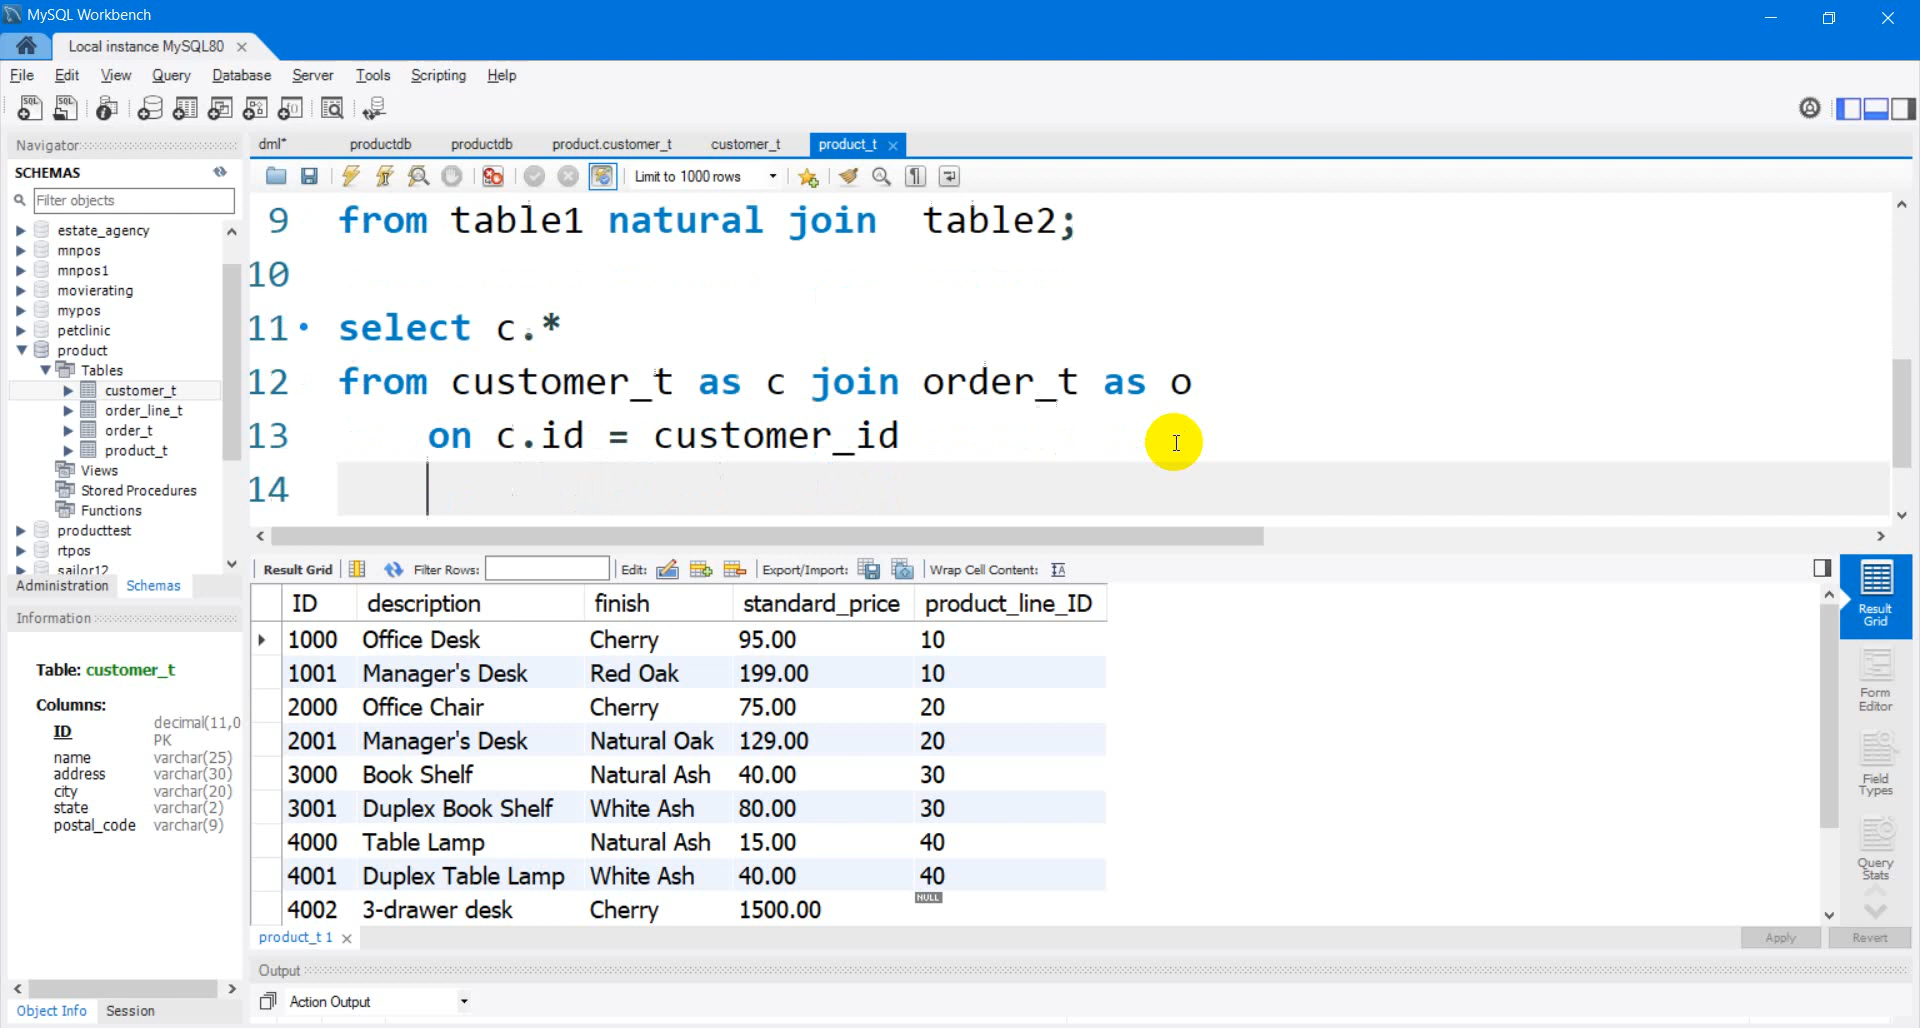 MySQL Workbench
Local instance MySQL80
File Edit View Query Database Server Tools Scripting Help
Navigator
SCHEMAS
Filter objects
estate_agency
mnpos
mnpos1
movierating
mypos
petclinic
product
Tables
customer_t
order_line_t
order_t
product_t
Views
Stored Procedures
Functions
producttest
rtpos
sailor12
Administration Schemas
Information
Table: customer_t
Columns:
ID decimal(11,0
PK
name varchar(25)
address varchar(30)
city varchar(20)
state varchar(2)
postal_code varchar(9)
Object Info Session
dml* productdb productdb product.customer_t customer_t product_t
Limit to 1000 rows
9 from table1 natural join table2;
10
11 select c.*
12 from customer_t as c join order_t as o
13 on c.id = customer_id
14
Result Grid Filter Rows: Edit: Export/Import: Wrap Cell Content:
ID description finish standard_price product_line_ID
1000 Office Desk Cherry 95.00 10
1001 Manager's Desk Red Oak 199.00 10
2000 Office Chair Cherry 75.00 20
2001 Manager's Desk Natural Oak 129.00 20
3000 Book Shelf Natural Ash 40.00 30
3001 Duplex Book Shelf White Ash 80.00 30
4000 Table Lamp Natural Ash 15.00 40
4001 Duplex Table Lamp White Ash 40.00 40
4002 3-drawer desk Cherry 1500.00 NULL
Result
Grid
Form
Editor
Field
Types
Query
Stats
product_t 1
Apply Revert
Output
Action Output